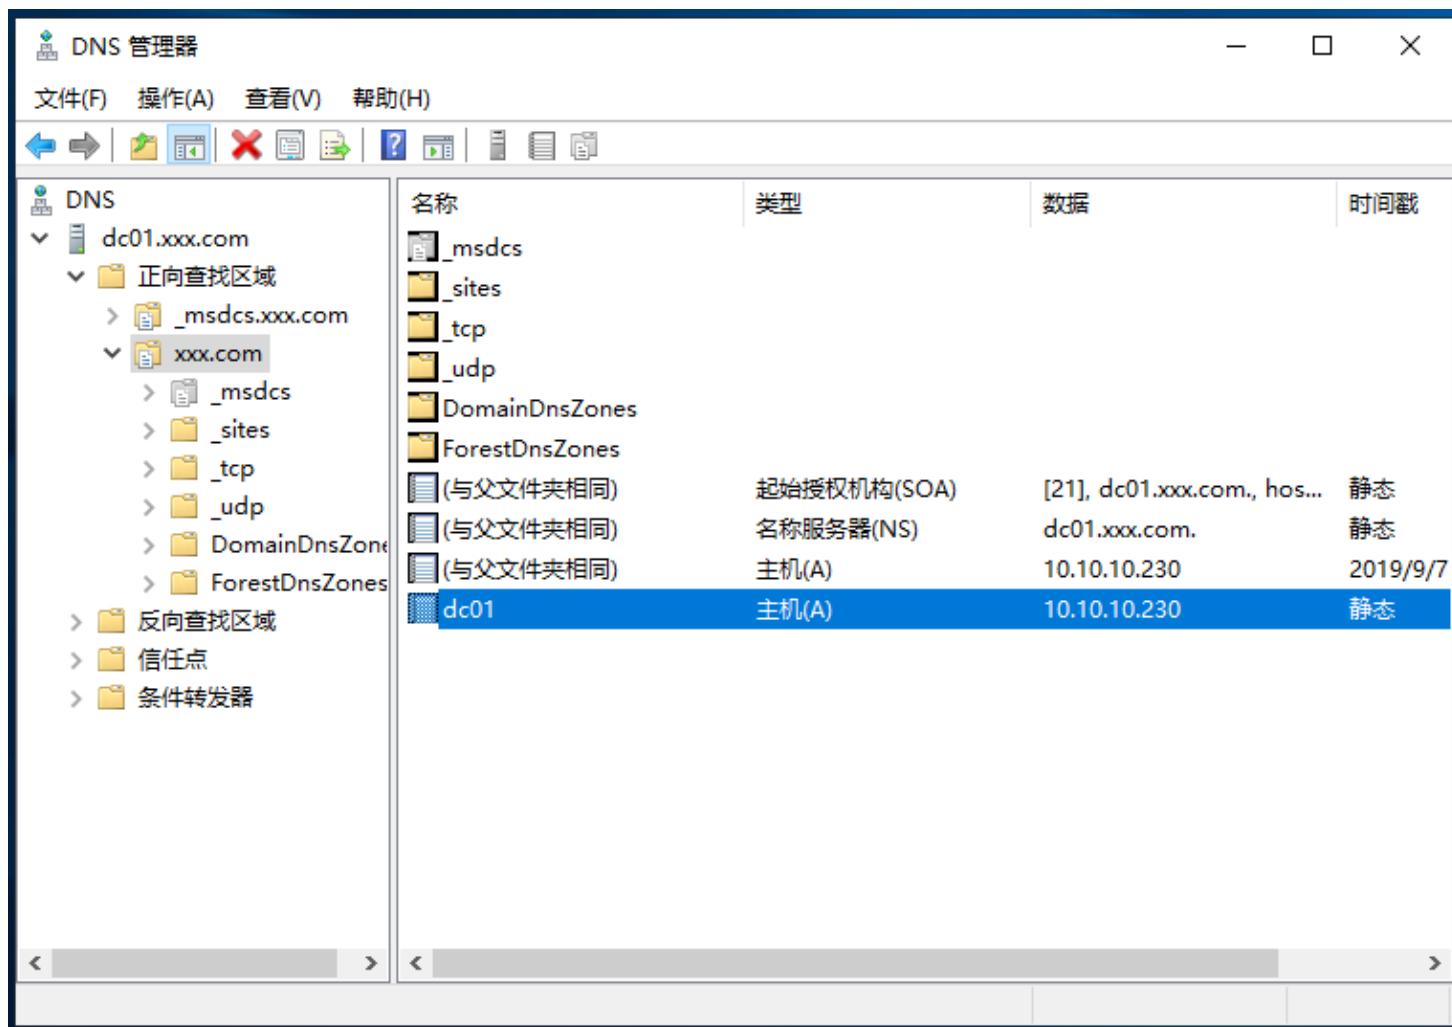 DNS 管理器
文件(F) 操作(A) 查看(V) 帮助(H)
DNS
dc01.xxx.com
正向查找区域
_msdcs.xxx.com
xxx.com
_msdcs
_sites
_tcp
_udp
DomainDnsZone
ForestDnsZones
反向查找区域
信任点
条件转发器
名称 类型 数据 时间戳
_msdcs
_sites
_tcp
_udp
DomainDnsZones
ForestDnsZones
(与父文件夹相同) 起始授权机构(SOA) [21], dc01.xxx.com., hos... 静态
(与父文件夹相同) 名称服务器(NS) dc01.xxx.com. 静态
(与父文件夹相同) 主机(A) 10.10.10.230 2019/9/7
dc01 主机(A) 10.10.10.230 静态